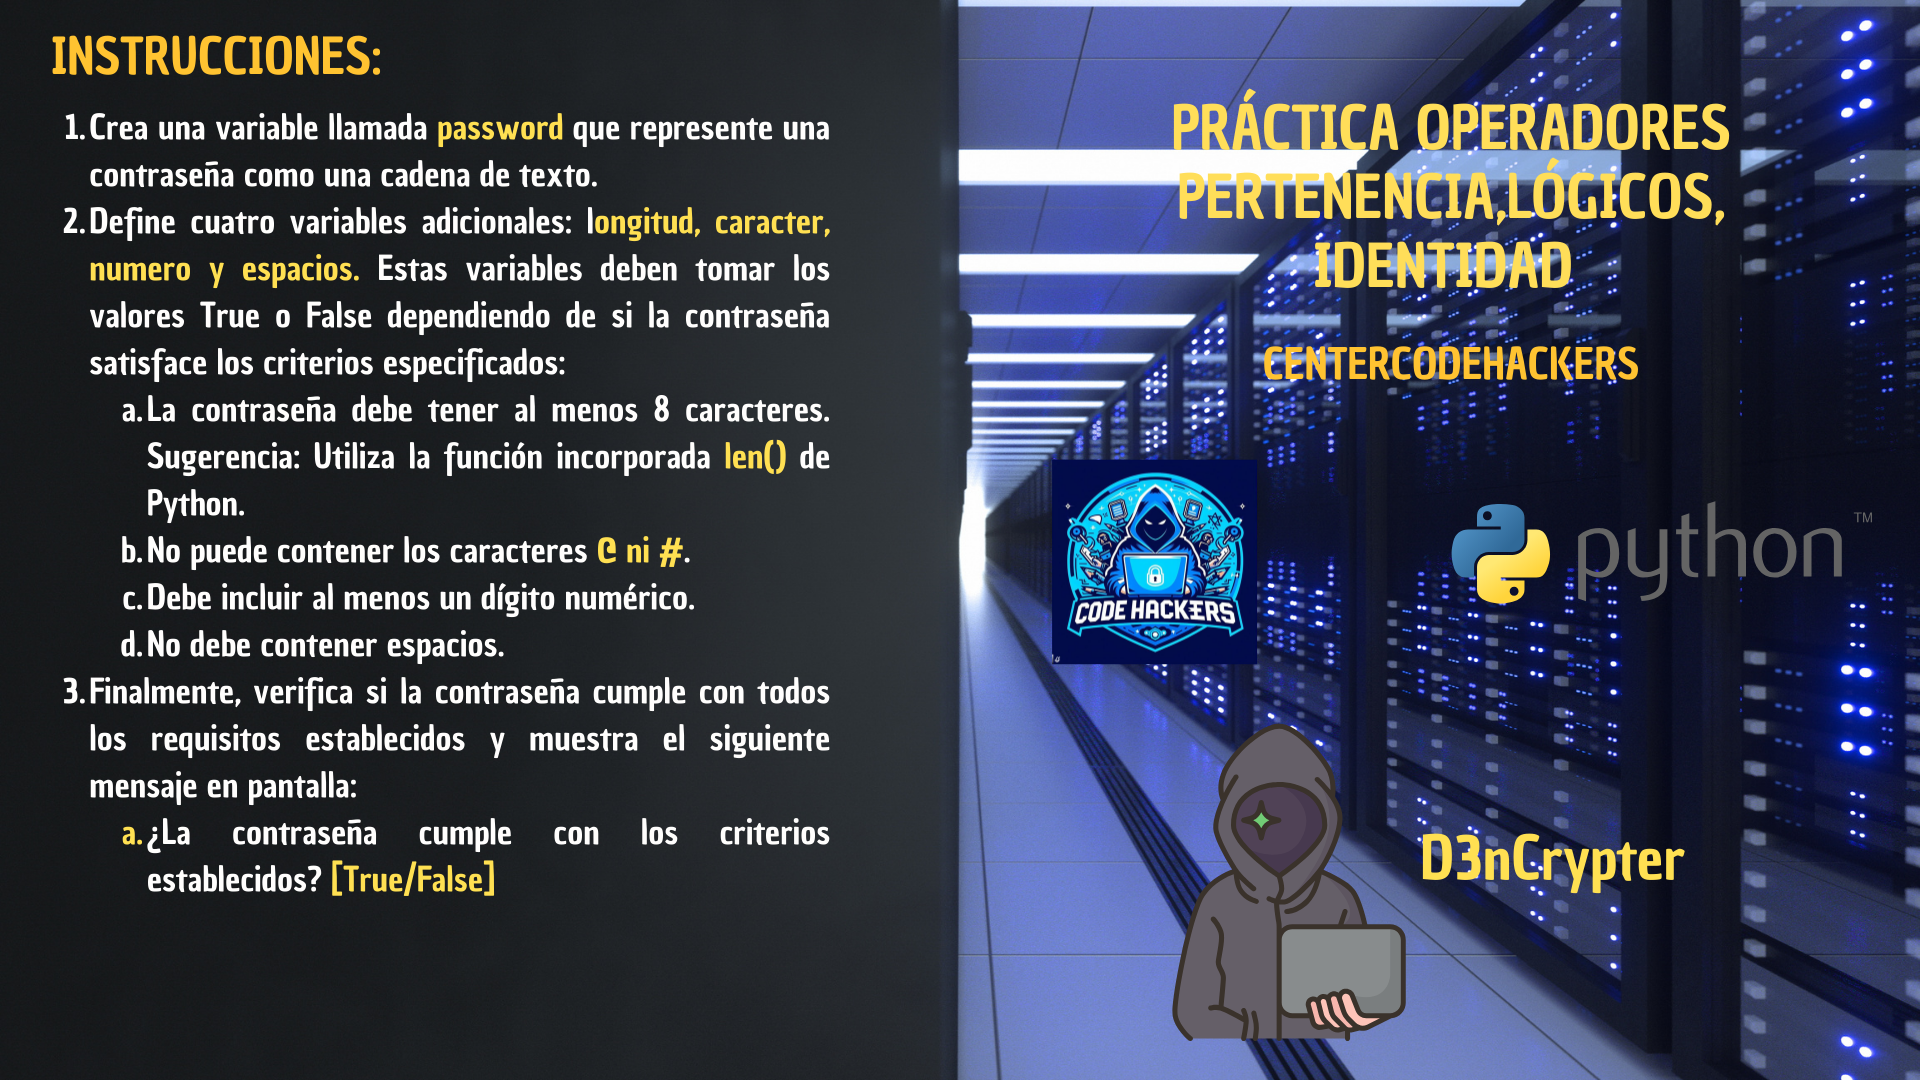 INSTRUCCIONES:
1. Crea una variable llamada password que represente una
contraseña como una cadena de texto.
2. Define cuatro variables adicionales: longitud, caracter,
numero y espacios. Estas variables deben tomar los
valores True o False dependiendo de si la contraseña
satisface los criterios especificados:
a. La contraseña debe tener al menos 8 caracteres.
Sugerencia: Utiliza la función incorporada len() de
Python.
b. No puede contener los caracteres @ ni #.
c. Debe incluir al menos un dígito numérico.
d. No debe contener espacios.
3. Finalmente, verifica si la contraseña cumple con todos
los requisitos establecidos y muestra el siguiente
mensaje en pantalla:
a. ¿La contraseña cumple con los criterios
establecidos? [True/False]
PRÁCTICA OPERADORES
PERTENENCIA,LÓGICOS,
IDENTIDAD
CENTERCODEHACKERS
CODE HACKERS
python TM
D3nCrypter